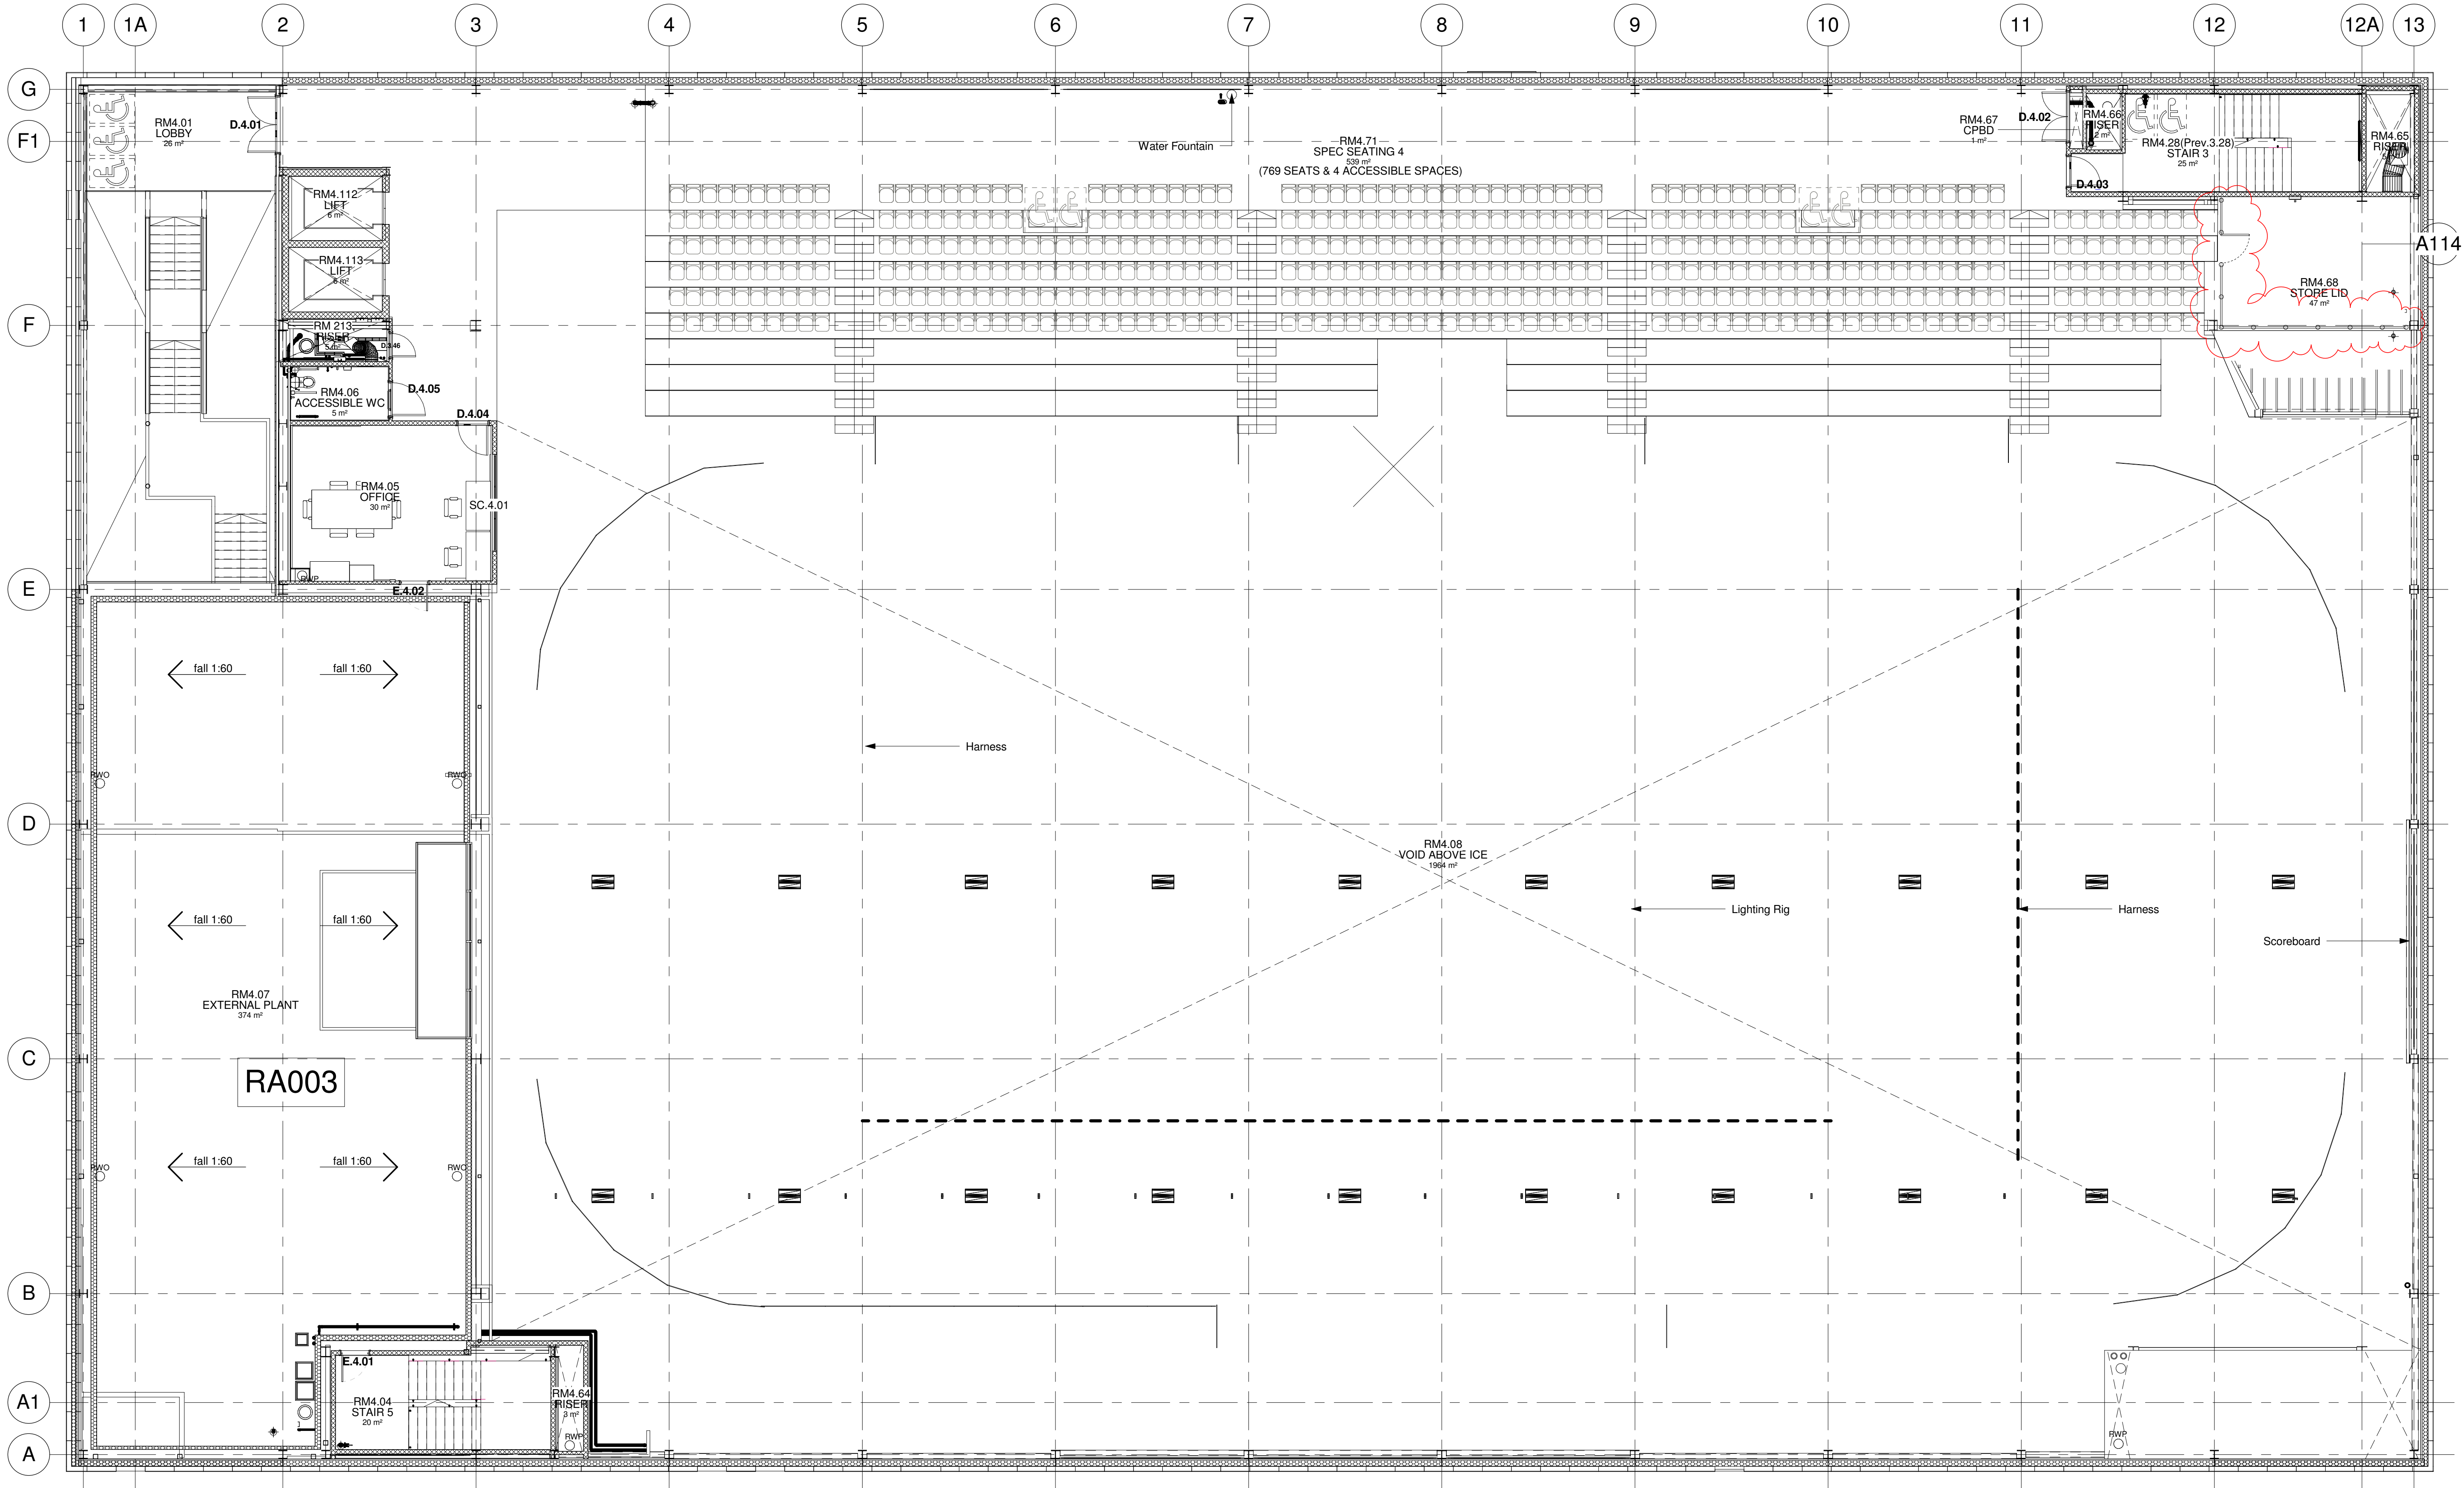 1
1A
2
3
4
5
6
7
8
9
10
11
12
12A
13
G
F1
F
E
D
C
B
A1
A
RM4.01
LOBBY
26 m²
D.4.01
RM4.112
LIFT
6 m²
RM4.113
LIFT
6 m²
RM 213
RISER
5 m²
D.3.46
RM4.06
ACCESSIBLE WC
5 m²
D.4.05
D.4.04
RM4.05
OFFICE
30 m²
SC.4.01
RWP
E.4.02
Water Fountain
RM4.71
SPEC SEATING 4
539 m²
(769 SEATS & 4 ACCESSIBLE SPACES)
RM4.67
CPBD
1 m²
D.4.02
RM4.66
RISER
2 m²
D.4.03
RM4.28(Prev.3.28)
STAIR 3
25 m²
RM4.65
RISER
A114
RM4.68
STORE LID
47 m²
fall 1:60
fall 1:60
RWO
RWO
Harness
RM4.08
VOID ABOVE ICE
1964 m²
Lighting Rig
Harness
Scoreboard
fall 1:60
fall 1:60
RM4.07
EXTERNAL PLANT
374 m²
RA003
fall 1:60
fall 1:60
RWO
RWO
E.4.01
RM4.04
STAIR 5
20 m²
RM4.64
RISER
3 m²
RWP
RWP